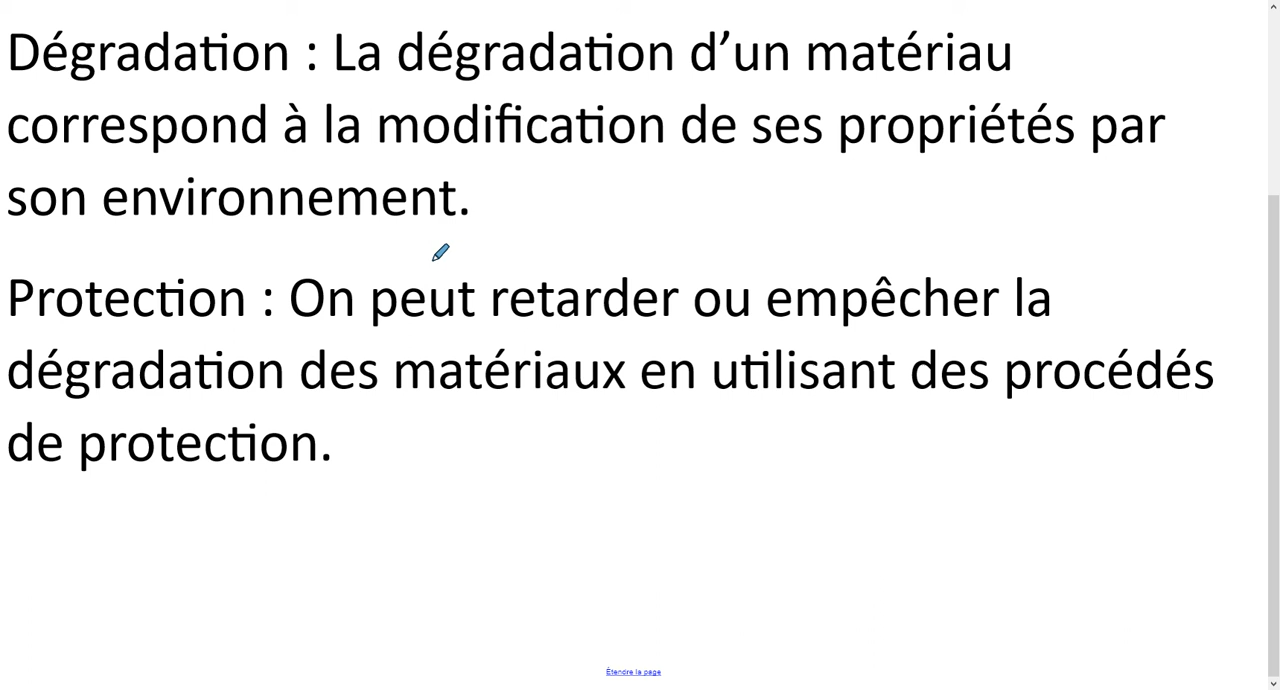 Dégradation : La dégradation d’un matériau
correspond à la modification de ses propriétés par
son environnement.
Protection : On peut retarder ou empêcher la
dégradation des matériaux en utilisant des procédés
de protection.
Étendre la page